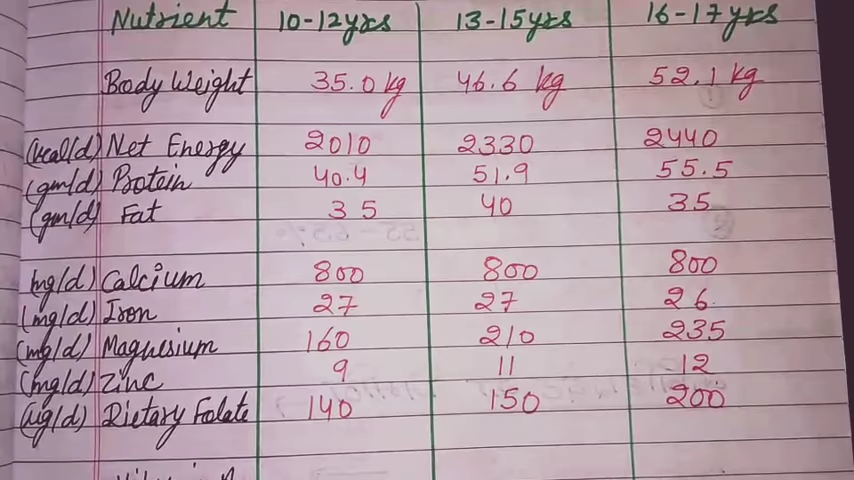 Nutrient 10-12yrs 13-15yrs 16-17yrs
Body Weight 35.0 kg 46.6 kg 52.1 kg
(kcal/d) Net Energy 2010 2330 2440
(gm/d) Protein 40.4 51.9 55.5
(gm/d) Fat 35 40 35
(mg/d) Calcium 800 800 800
(mg/d) Iron 27 27 26
(mg/d) Magnesium 160 210 235
(mg/d) Zinc 9 11 12
(ug/d) Dietary Folate 140 150 200